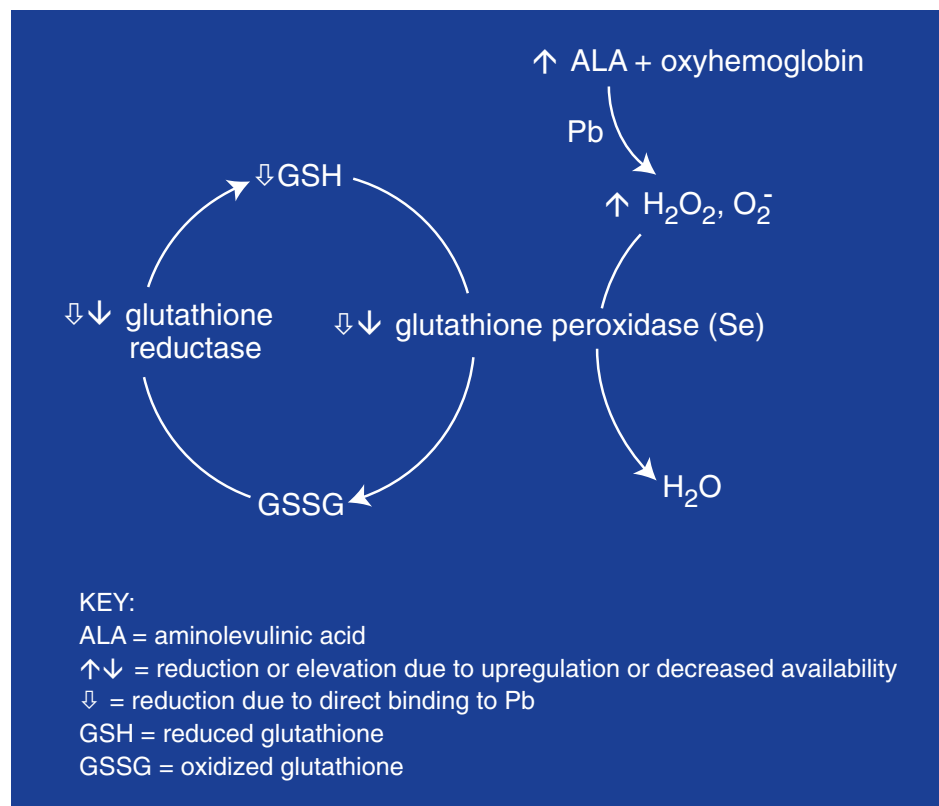 ↑ ALA + oxyhemoglobin
Pb
⇩GSH
↑ H₂O₂, O₂⁻
⇩↓ glutathione
reductase
⇩↓ glutathione peroxidase (Se)
GSSG
H₂O
KEY:
ALA = aminolevulinic acid
↑↓ = reduction or elevation due to upregulation or decreased availability
⇩ = reduction due to direct binding to Pb
GSH = reduced glutathione
GSSG = oxidized glutathione